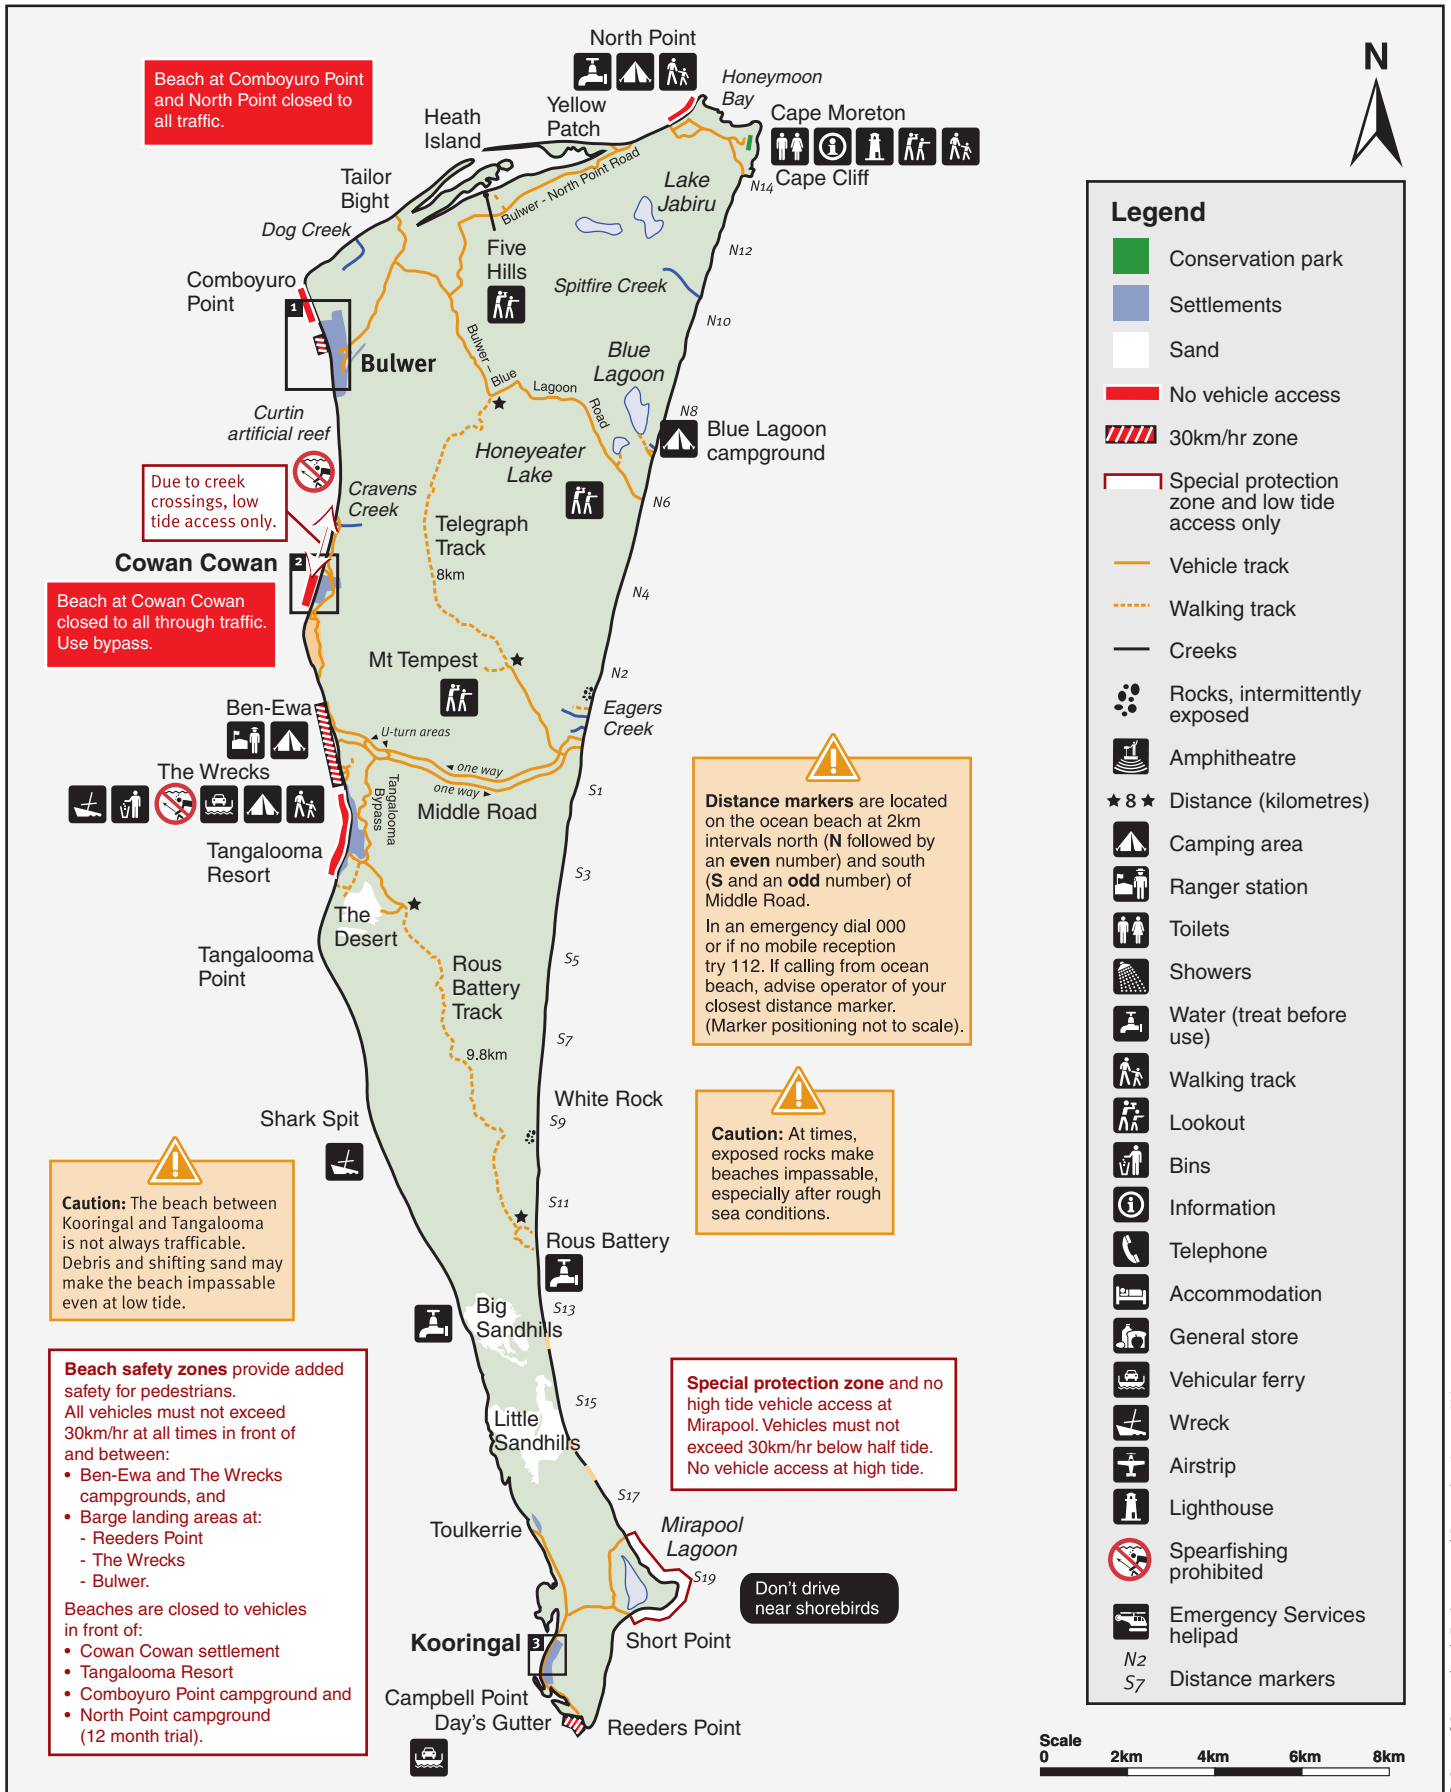 North Point
Honeymoon
Bay
Beach at Comboyuro Point
and North Point closed to
all traffic.
Heath
Island
Yellow
Patch
Cape Moreton
Cape Cliff
N14
Tailor
Bight
Bulwer - North Point Road
Lake
Jabiru
Dog Creek
Five
Hills
N12
Comboyuro
Point
Spitfire Creek
1
N10
Bulwer
Bulwer –
Blue
Lagoon
Road
Blue
Lagoon
Curtin
artificial reef
N8
Blue Lagoon
campground
Honeyeater
Lake
Due to creek
crossings, low
tide access only.
Cravens
Creek
N6
Telegraph
Track
8km
Cowan Cowan
2
N4
Beach at Cowan Cowan
closed to all through traffic.
Use bypass.
Mt Tempest
N2
Ben-Ewa
Eagers
Creek
U-turn areas
The Wrecks
one way
one way
S1
Tangalooma
Bypass
Middle Road
Tangalooma
Resort
S3
The
Desert
Tangalooma
Point
Rous
Battery
Track
S5
9.8km
S7
White Rock
S9
Shark Spit
S11
Rous Battery
S13
Big
Sandhills
S15
Little
Sandhills
S17
Toulkerrie
Mirapool
Lagoon
S19
Don't drive
near shorebirds
Kooringal
3
Short Point
Campbell Point
Day's Gutter
Reeders Point
Distance markers are located
on the ocean beach at 2km
intervals north (N followed by
an even number) and south
(S and an odd number) of
Middle Road.
In an emergency dial 000
or if no mobile reception
try 112. If calling from ocean
beach, advise operator of your
closest distance marker.
(Marker positioning not to scale).
Caution: At times,
exposed rocks make
beaches impassable,
especially after rough
sea conditions.
Caution: The beach between
Kooringal and Tangalooma
is not always trafficable.
Debris and shifting sand may
make the beach impassable
even at low tide.
Beach safety zones provide added
safety for pedestrians.
All vehicles must not exceed
30km/hr at all times in front of
and between:
• Ben-Ewa and The Wrecks
campgrounds, and
• Barge landing areas at:
- Reeders Point
- The Wrecks
- Bulwer.
Beaches are closed to vehicles
in front of:
• Cowan Cowan settlement
• Tangalooma Resort
• Comboyuro Point campground and
• North Point campground
(12 month trial).
Special protection zone and no
high tide vehicle access at
Mirapool. Vehicles must not
exceed 30km/hr below half tide.
No vehicle access at high tide.
N
Legend
Conservation park
Settlements
Sand
No vehicle access
30km/hr zone
Special protection
zone and low tide
access only
Vehicle track
Walking track
Creeks
Rocks, intermittently
exposed
Amphitheatre
★ 8 ★ Distance (kilometres)
Camping area
Ranger station
Toilets
Showers
Water (treat before
use)
Walking track
Lookout
Bins
Information
Telephone
Accommodation
General store
Vehicular ferry
Wreck
Airstrip
Lighthouse
Spearfishing
prohibited
Emergency Services
helipad
N2
S7 Distance markers
Scale
0 2km 4km 6km 8km